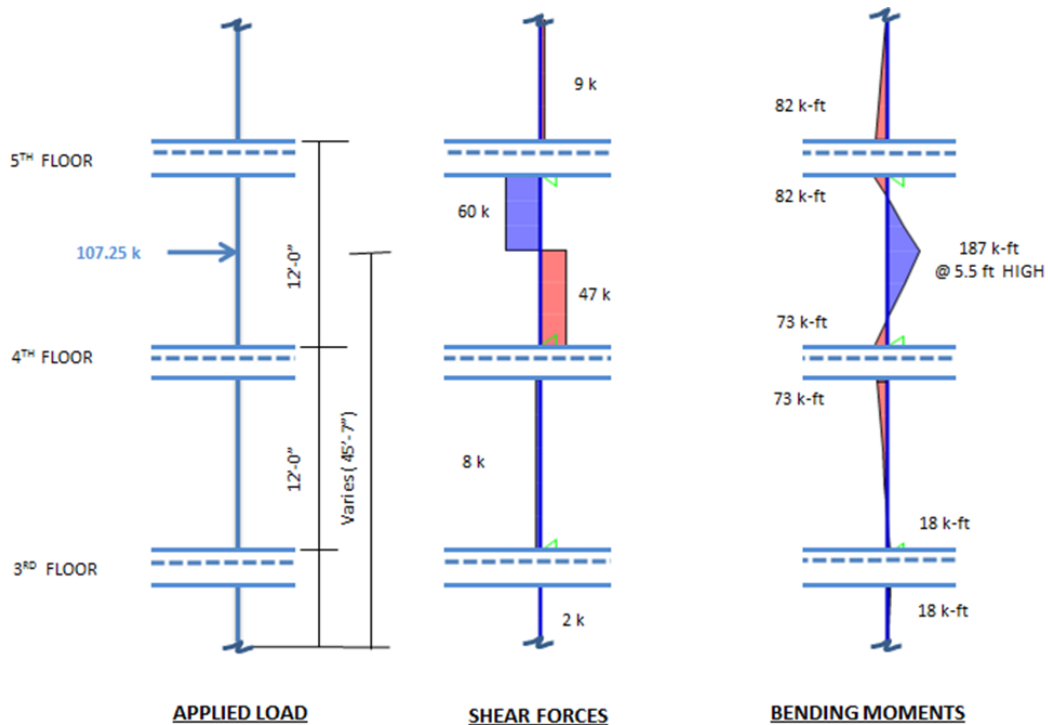 9 k
82 k-ft
5TH FLOOR
82 k-ft
60 k
107.25 k
12'-0"
187 k-ft
@ 5.5 ft HIGH
47 k
73 k-ft
4TH FLOOR
73 k-ft
Varies ( 45'-7")
12'-0"
8 k
18 k-ft
3RD FLOOR
2 k
18 k-ft
APPLIED LOAD
SHEAR FORCES
BENDING MOMENTS